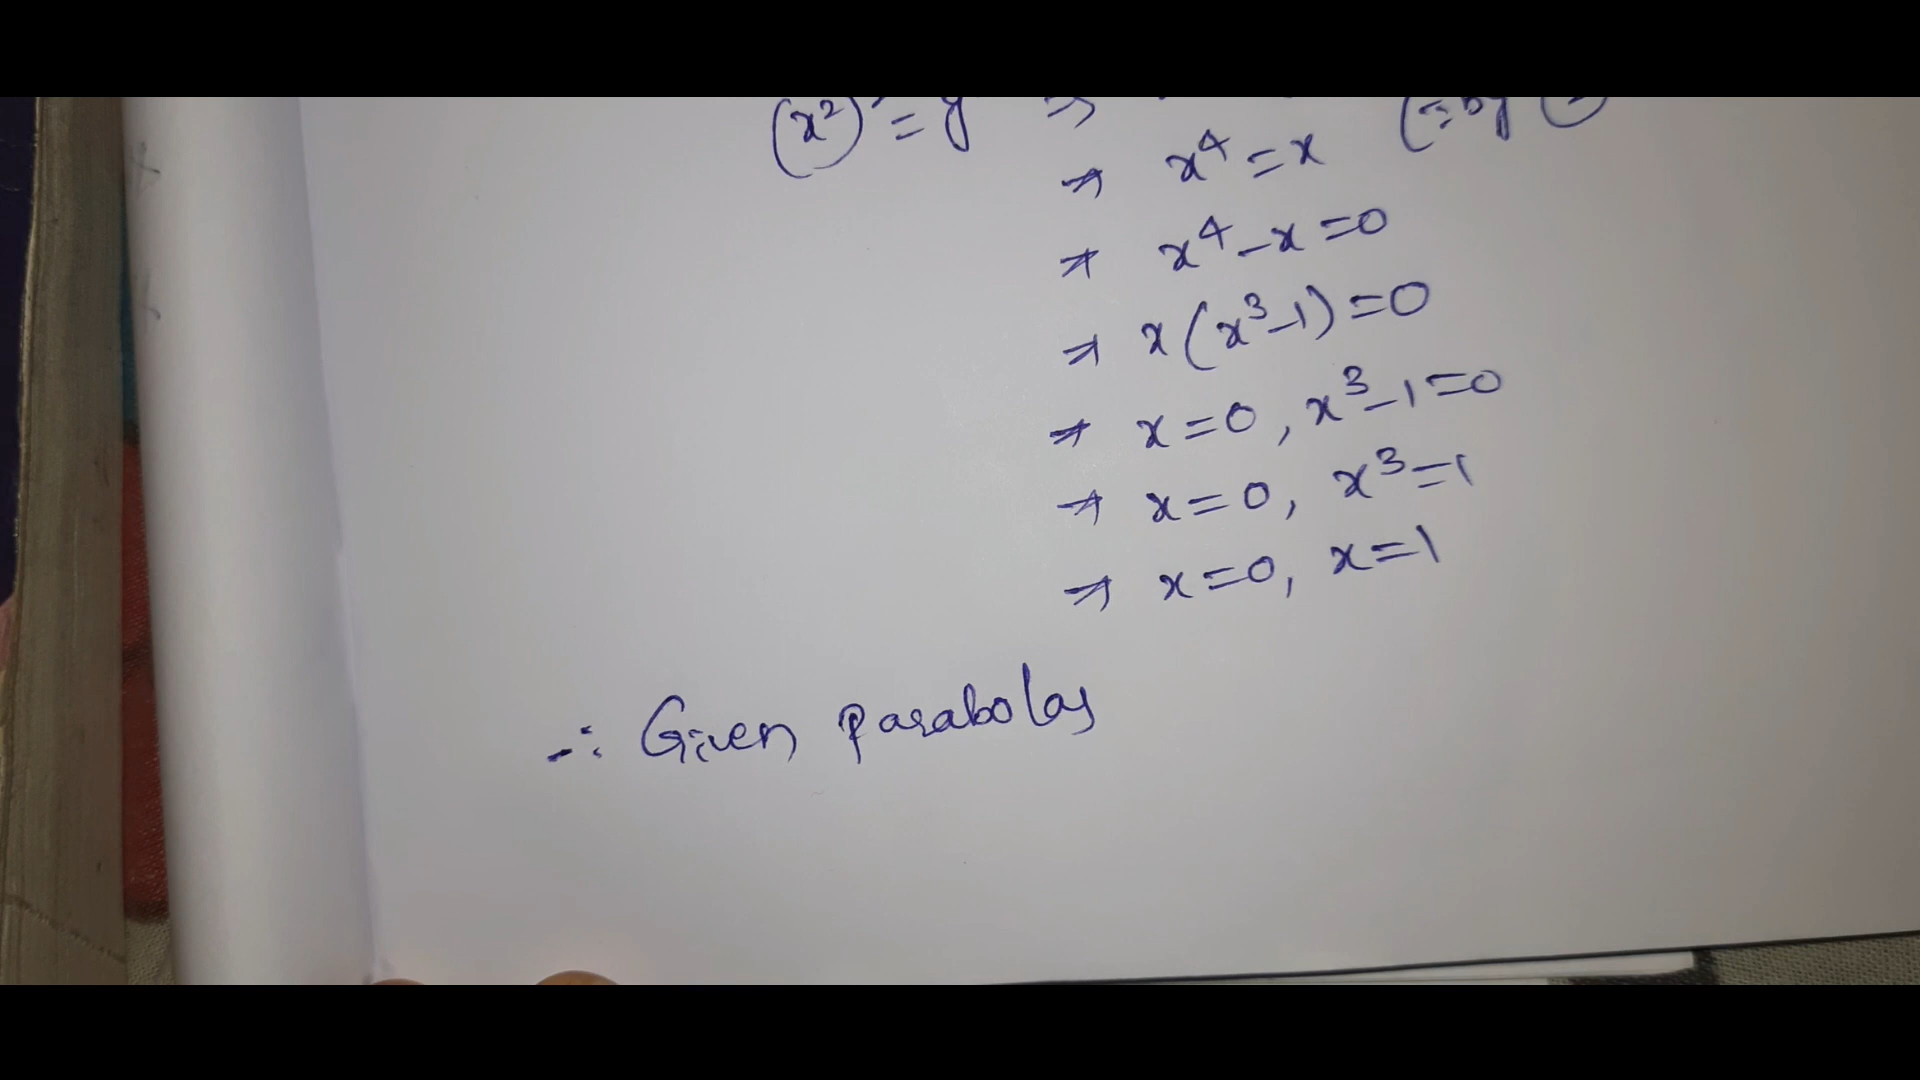 (x²)² = y ⇒
⇒ x⁴ = x
⇒ x⁴ - x = 0
⇒ x (x³ - 1) = 0
⇒ x = 0, x³ - 1 = 0
⇒ x = 0, x³ = 1
⇒ x = 0, x = 1
∴ Given parabolas